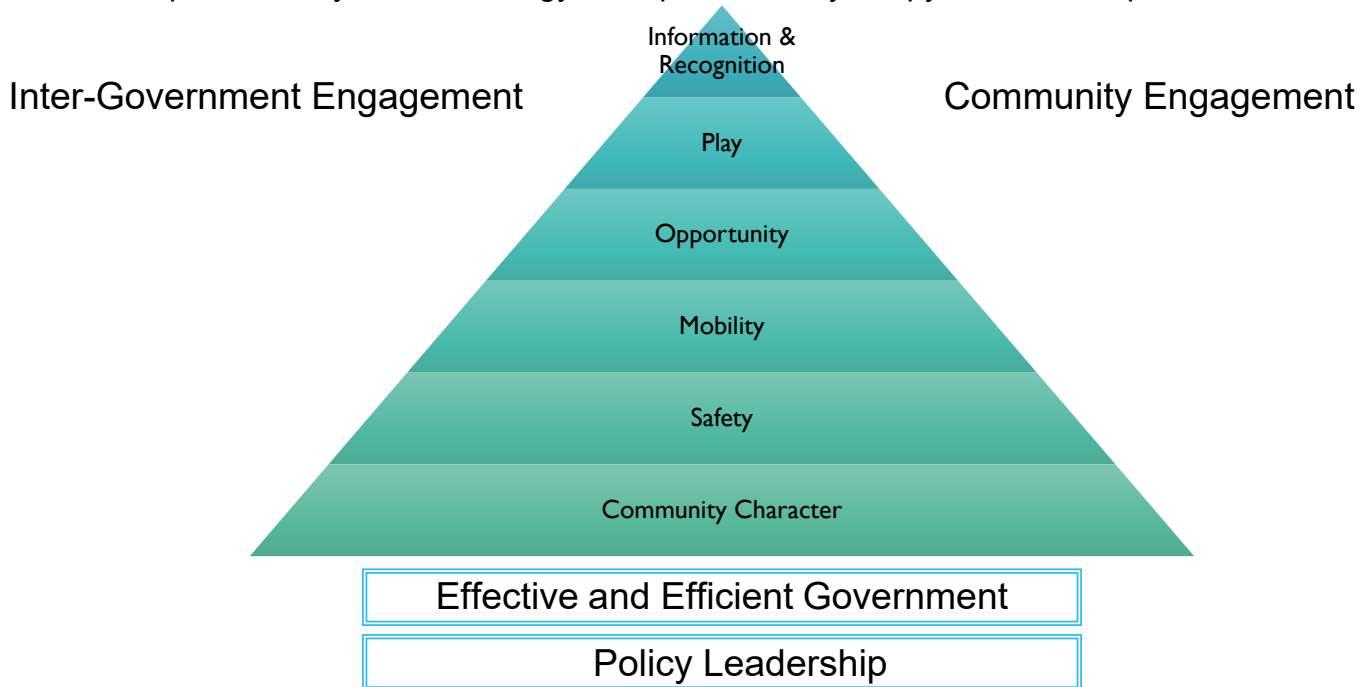 Information &
Recognition
Inter-Government Engagement
Community Engagement
Play
Opportunity
Mobility
Safety
Community Character
Effective and Efficient Government
Policy Leadership